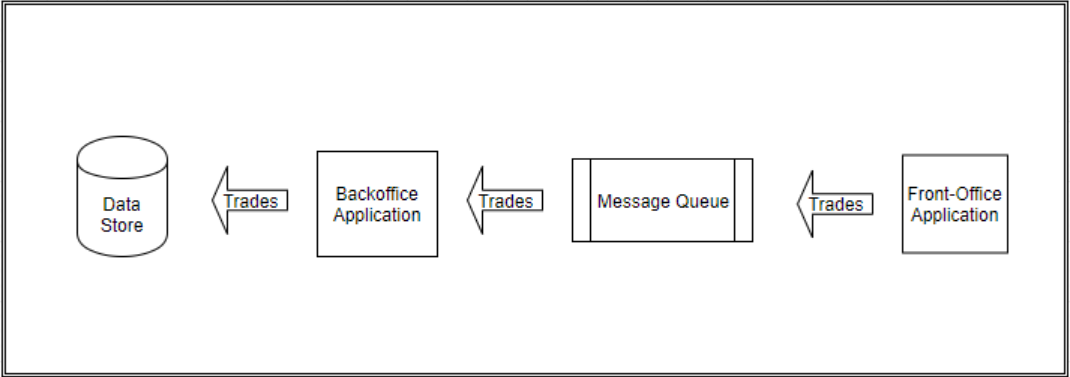 Data
Store
Trades
Backoffice
Application
Trades
Message Queue
Trades
Front-Office
Application